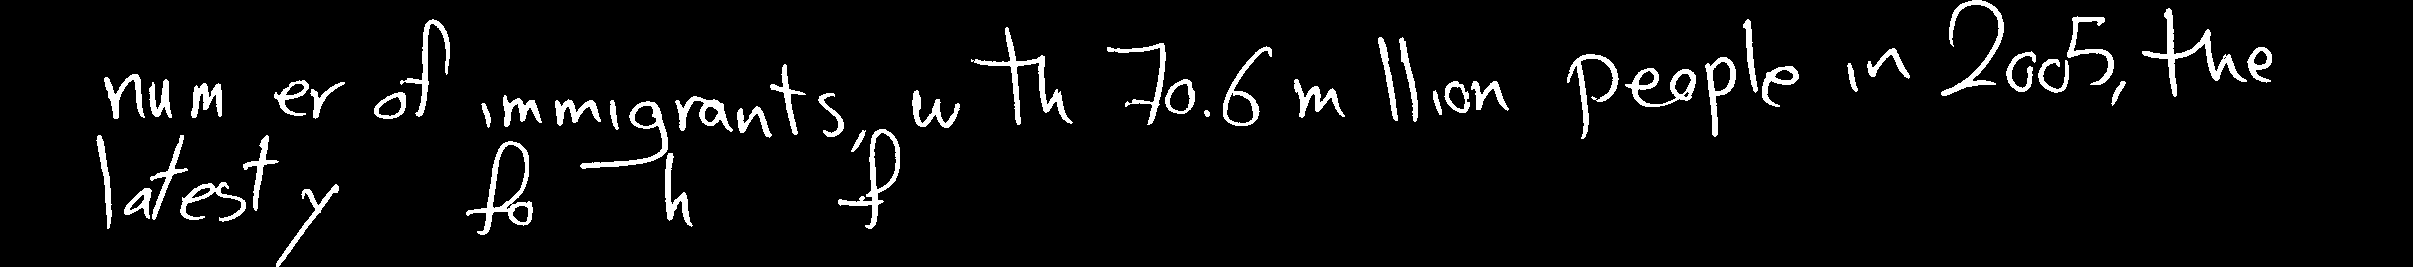 num er of immigrants, w th 70.6 m llion people in 2005, the
latest y fo h f